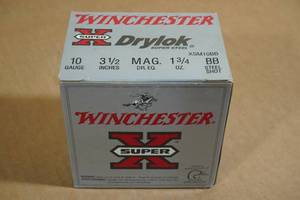 WINCHESTER
SUPER X Drylok
SUPER STEEL
XSM10BB
10 3 1/2 MAG. 1 3/4 BB
GAUGE INCHES DR. EQ. OZ. STEEL SHOT
WINCHESTER
SUPER X
WARNING